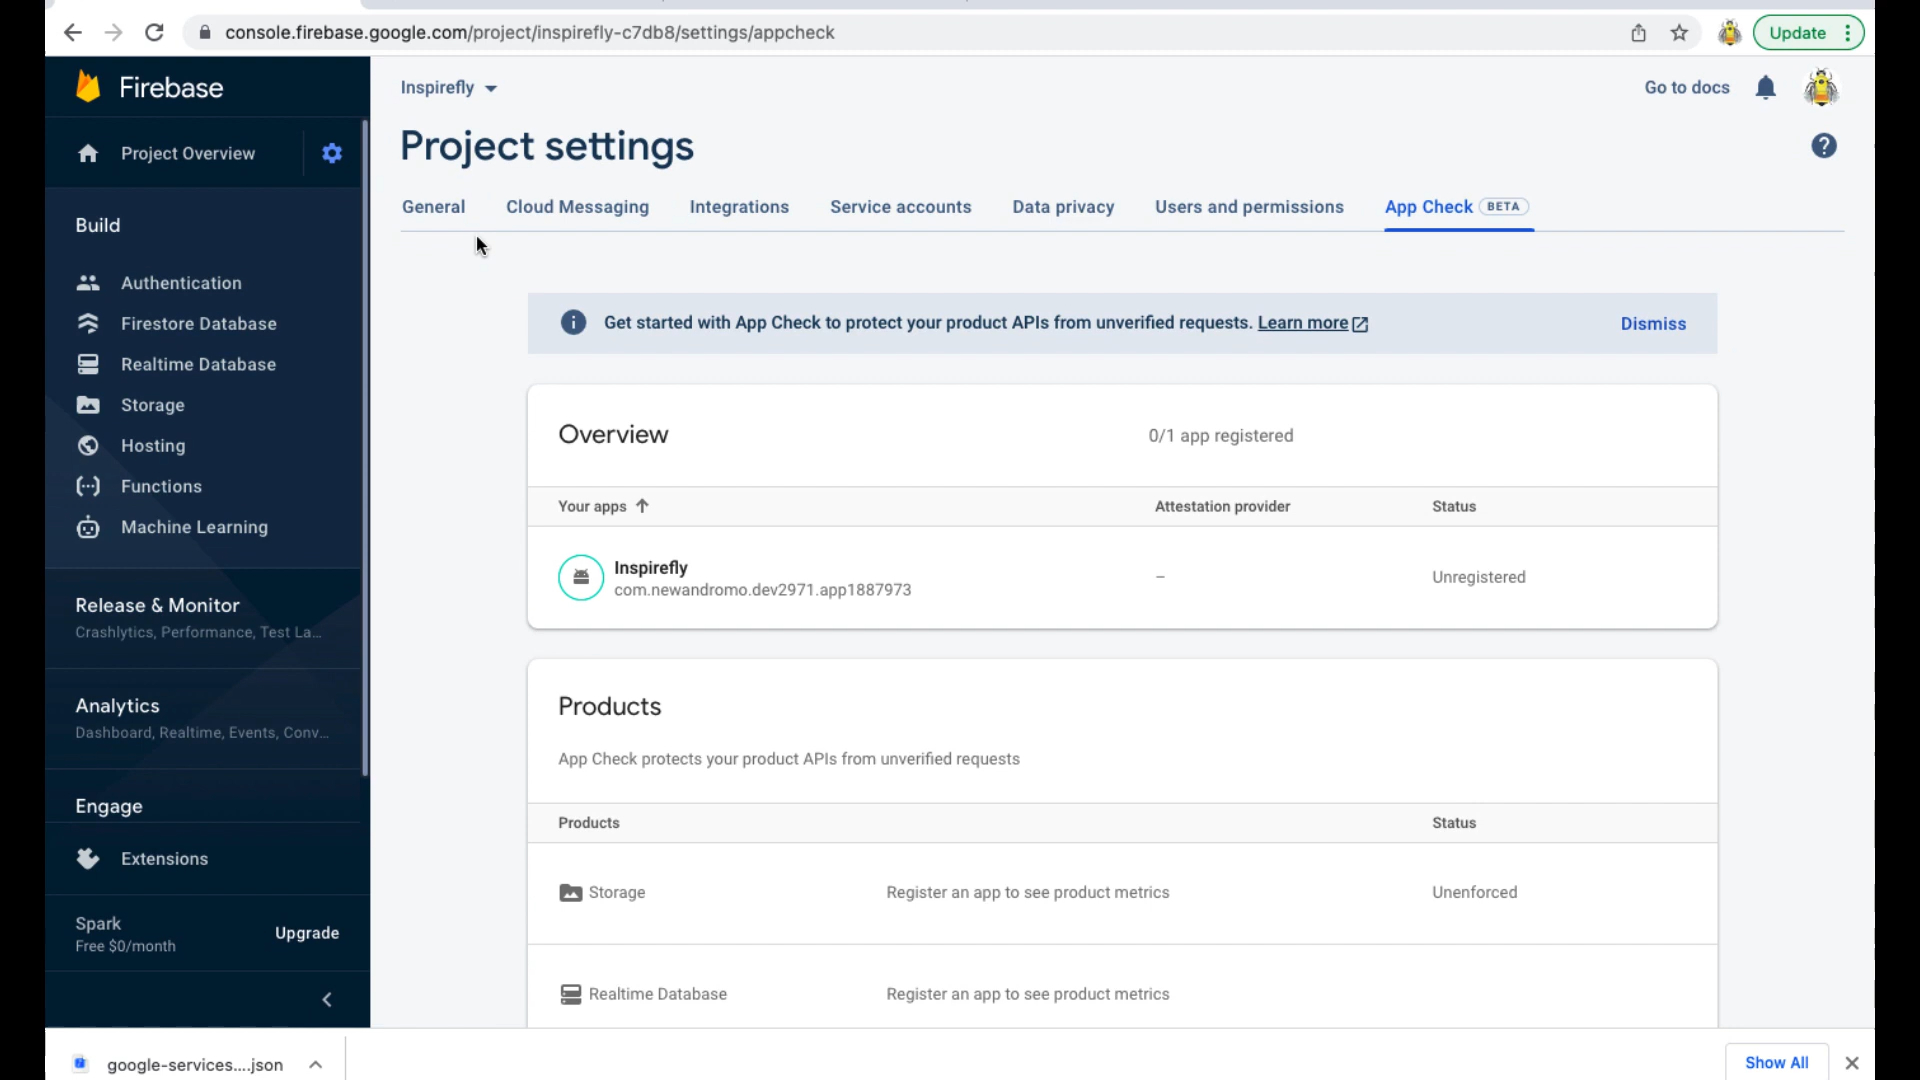 console.firebase.google.com/project/inspirefly-c7db8/settings/appcheck
Update
Firebase
Inspirefly
Go to docs
Project Overview
Project settings
General
Cloud Messaging
Integrations
Service accounts
Data privacy
Users and permissions
App Check BETA
Build
Authentication
Firestore Database
Realtime Database
Storage
Hosting
Functions
Machine Learning
Release & Monitor
Crashlytics, Performance, Test La...
Analytics
Dashboard, Realtime, Events, Conv...
Engage
Extensions
Spark
Free $0/month
Upgrade
Get started with App Check to protect your product APIs from unverified requests. Learn more
Dismiss
Overview
0/1 app registered
Your apps
Attestation provider
Status
Inspirefly
com.newandromo.dev2971.app1887973
–
Unregistered
Products
App Check protects your product APIs from unverified requests
Products
Status
Storage
Register an app to see product metrics
Unenforced
Realtime Database
Register an app to see product metrics
google-services....json
Show All